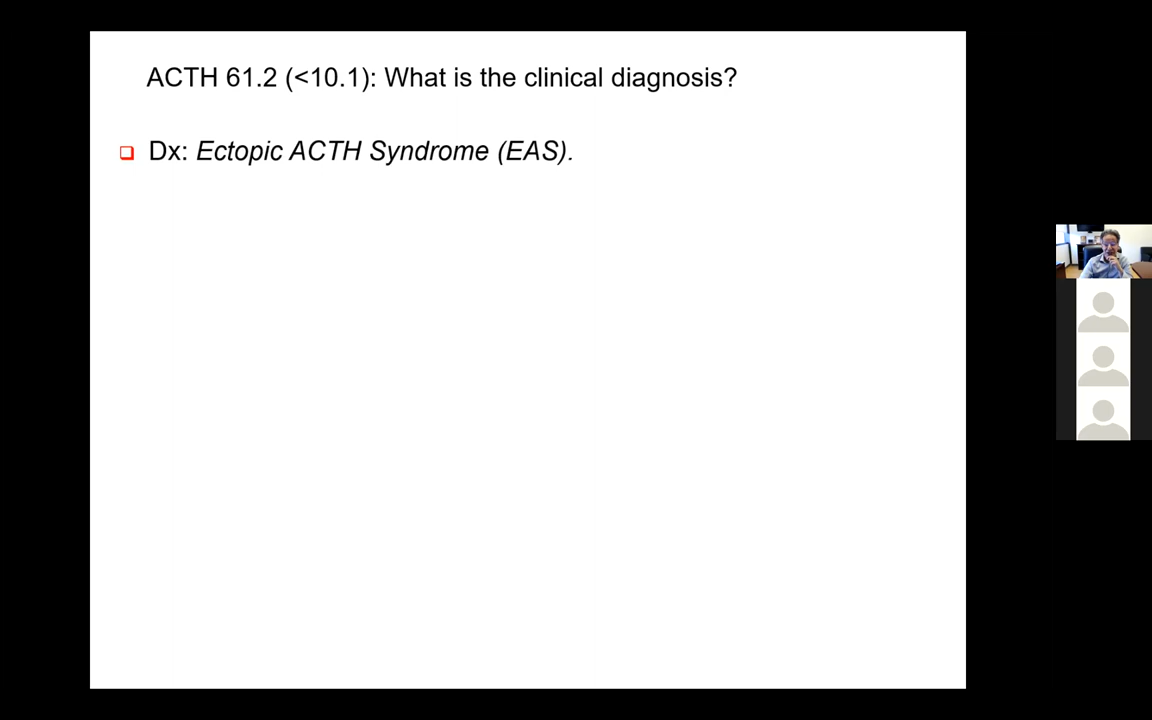 ACTH 61.2 (<10.1): What is the clinical diagnosis?
Dx: Ectopic ACTH Syndrome (EAS).